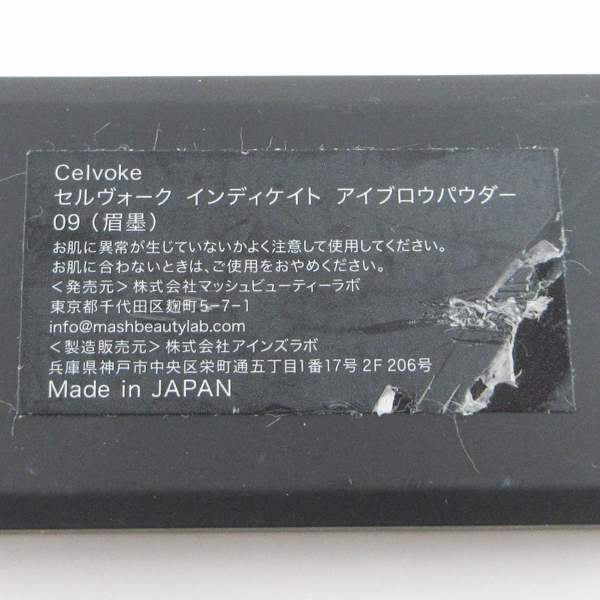 Celvoke
セルヴォーク インディケイト アイブロウパウダー
09（眉墨）
お肌に異常が生じていないかよく注意して使用してください。
お肌に合わないときは、ご使用をおやめください。
＜発売元＞株式会社マッシュビューティーラボ
東京都千代田区麹町5-7-1
info@mashbeautylab.com
＜製造販売元＞株式会社アインズラボ
兵庫県神戸市中央区栄町通五丁目1番17号 2F 206号
Made in JAPAN